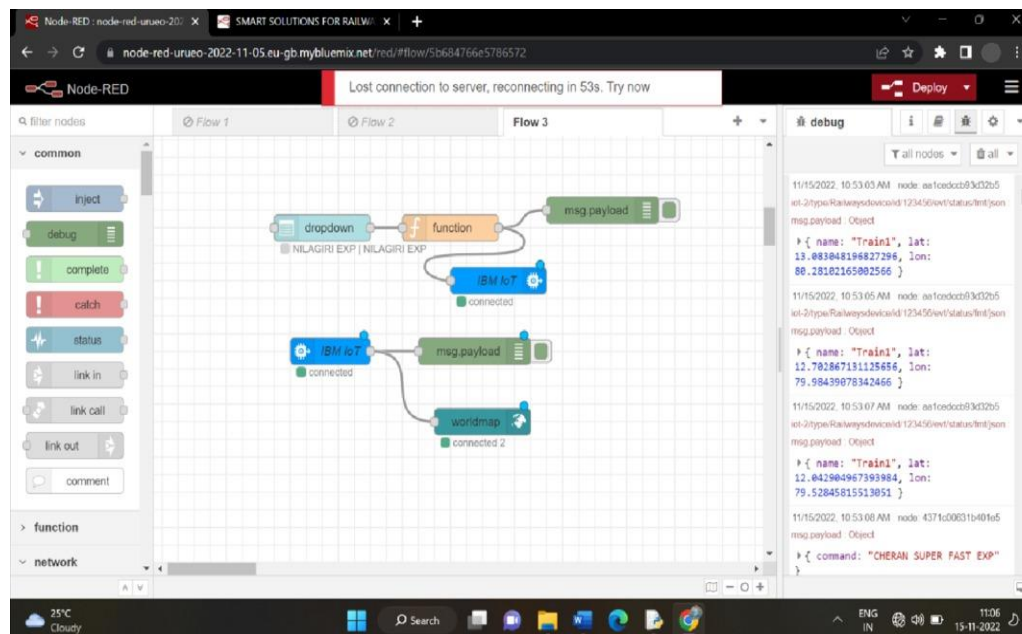 Node-RED : node-red-urueo-202
SMART SOLUTIONS FOR RAILWA
node-red-urueo-2022-11-05.eu-gb.mybluemix.net/red/#flow/5b684766e5786572
Node-RED
Lost connection to server, reconnecting in 53s. Try now
Deploy
filter nodes
Flow 1
Flow 2
Flow 3
debug
all nodes
all
common
inject
debug
complete
catch
status
link in
link call
link out
comment
function
network
dropdown
NILAGIRI EXP | NILAGIRI EXP
function
msg.payload
IBM IoT
connected
IBM IoT
connected
msg.payload
worldmap
connected 2
11/15/2022, 10:53:03 AM node:
iot-2/type/Railwaysdevice/id/123456/evt/status/fmt/json
msg.payload : Object
{ name: "Train1", lat:
13.083048196827296, lon:
80.28102165002566 }
11/15/2022, 10:53:05 AM node:
iot-2/type/Railwaysdevice/id/123456/evt/status/fmt/json
msg.payload : Object
{ name: "Train1", lat:
12.702867131125656, lon:
79.98439078342466 }
11/15/2022, 10:53:07 AM node:
iot-2/type/Railwaysdevice/id/123456/evt/status/fmt/json
msg.payload : Object
{ name: "Train1", lat:
12.042904967393984, lon:
79.52845815513051 }
11/15/2022, 10:53:08 AM node:
msg.payload : Object
{ command: "CHERAN SUPER FAST EXP"
}
25°C
Cloudy
Search
ENG
IN
11:06
15-11-2022